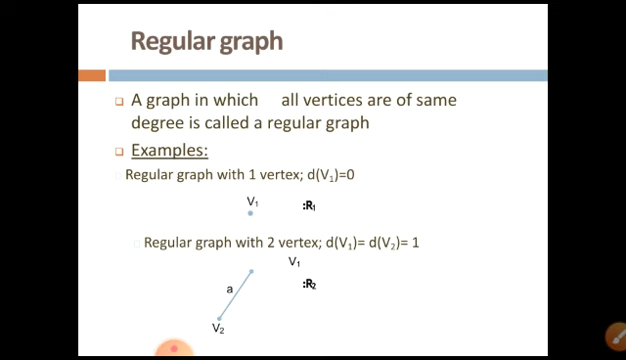 Regular graph
A graph in which all vertices are of same
degree is called a regular graph
Examples:
Regular graph with 1 vertex; d(V₁)=0
V₁ :R₁
Regular graph with 2 vertex; d(V₁)= d(V₂)= 1
V₁
a :R₂
V₂